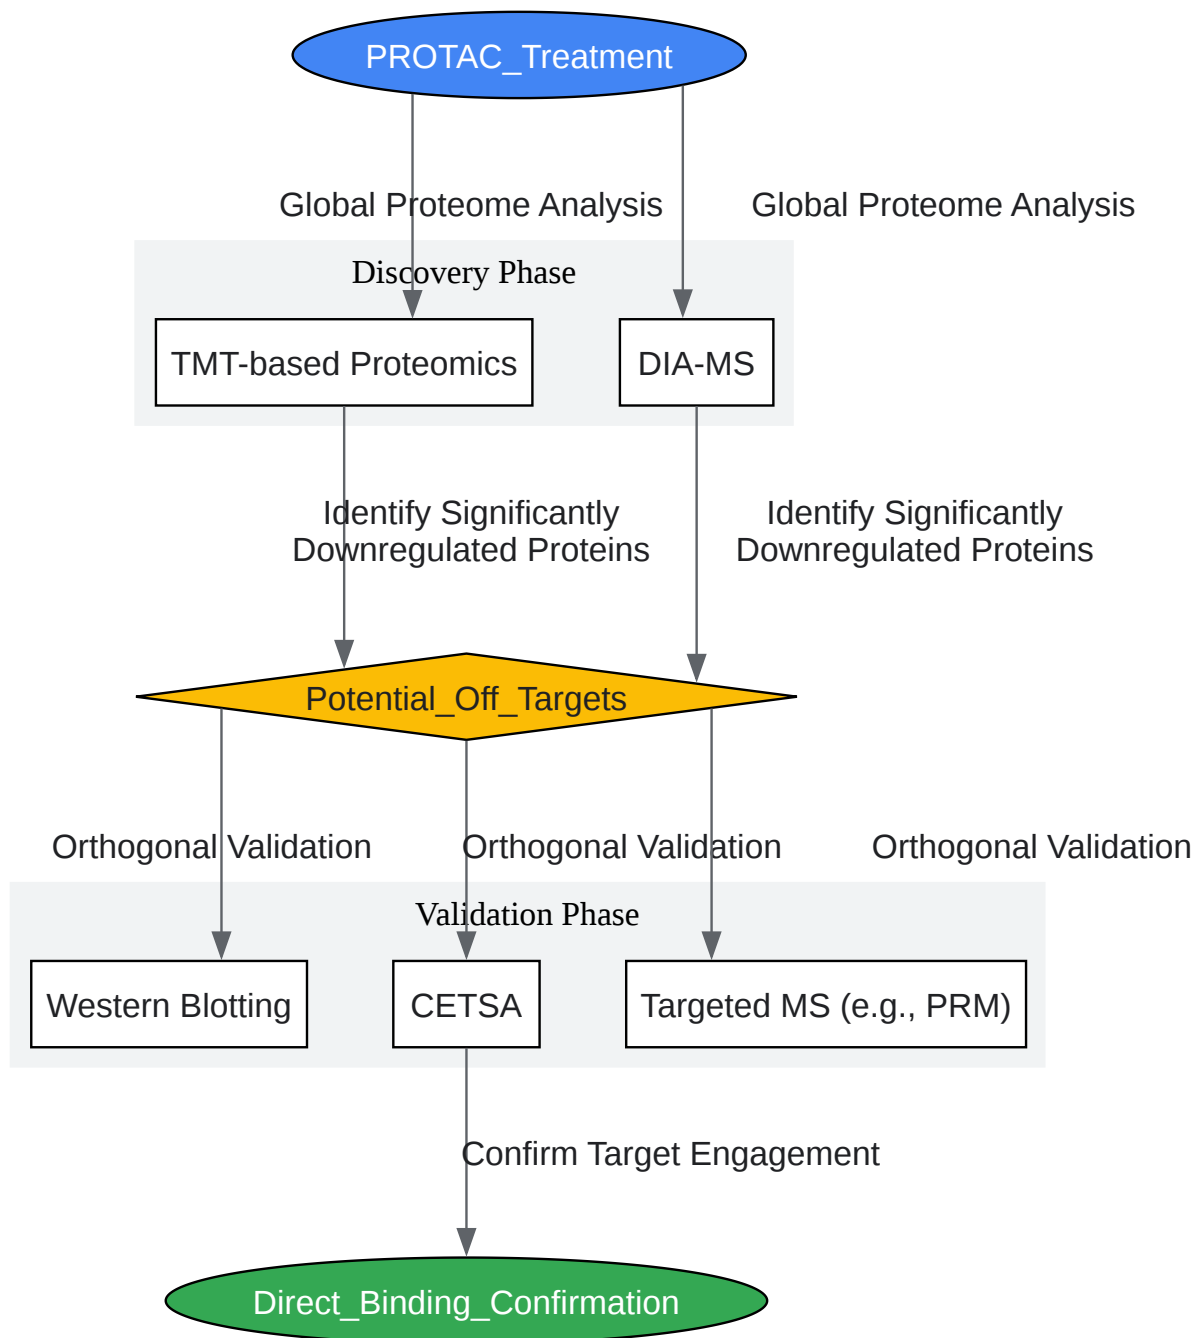 PROTAC_Treatment
Global Proteome Analysis
Global Proteome Analysis
Discovery Phase
TMT-based Proteomics
DIA-MS
Identify Significantly
Downregulated Proteins
Identify Significantly
Downregulated Proteins
Potential_Off_Targets
Orthogonal Validation
Orthogonal Validation
Orthogonal Validation
Validation Phase
Western Blotting
CETSA
Targeted MS (e.g., PRM)
Confirm Target Engagement
Direct_Binding_Confirmation